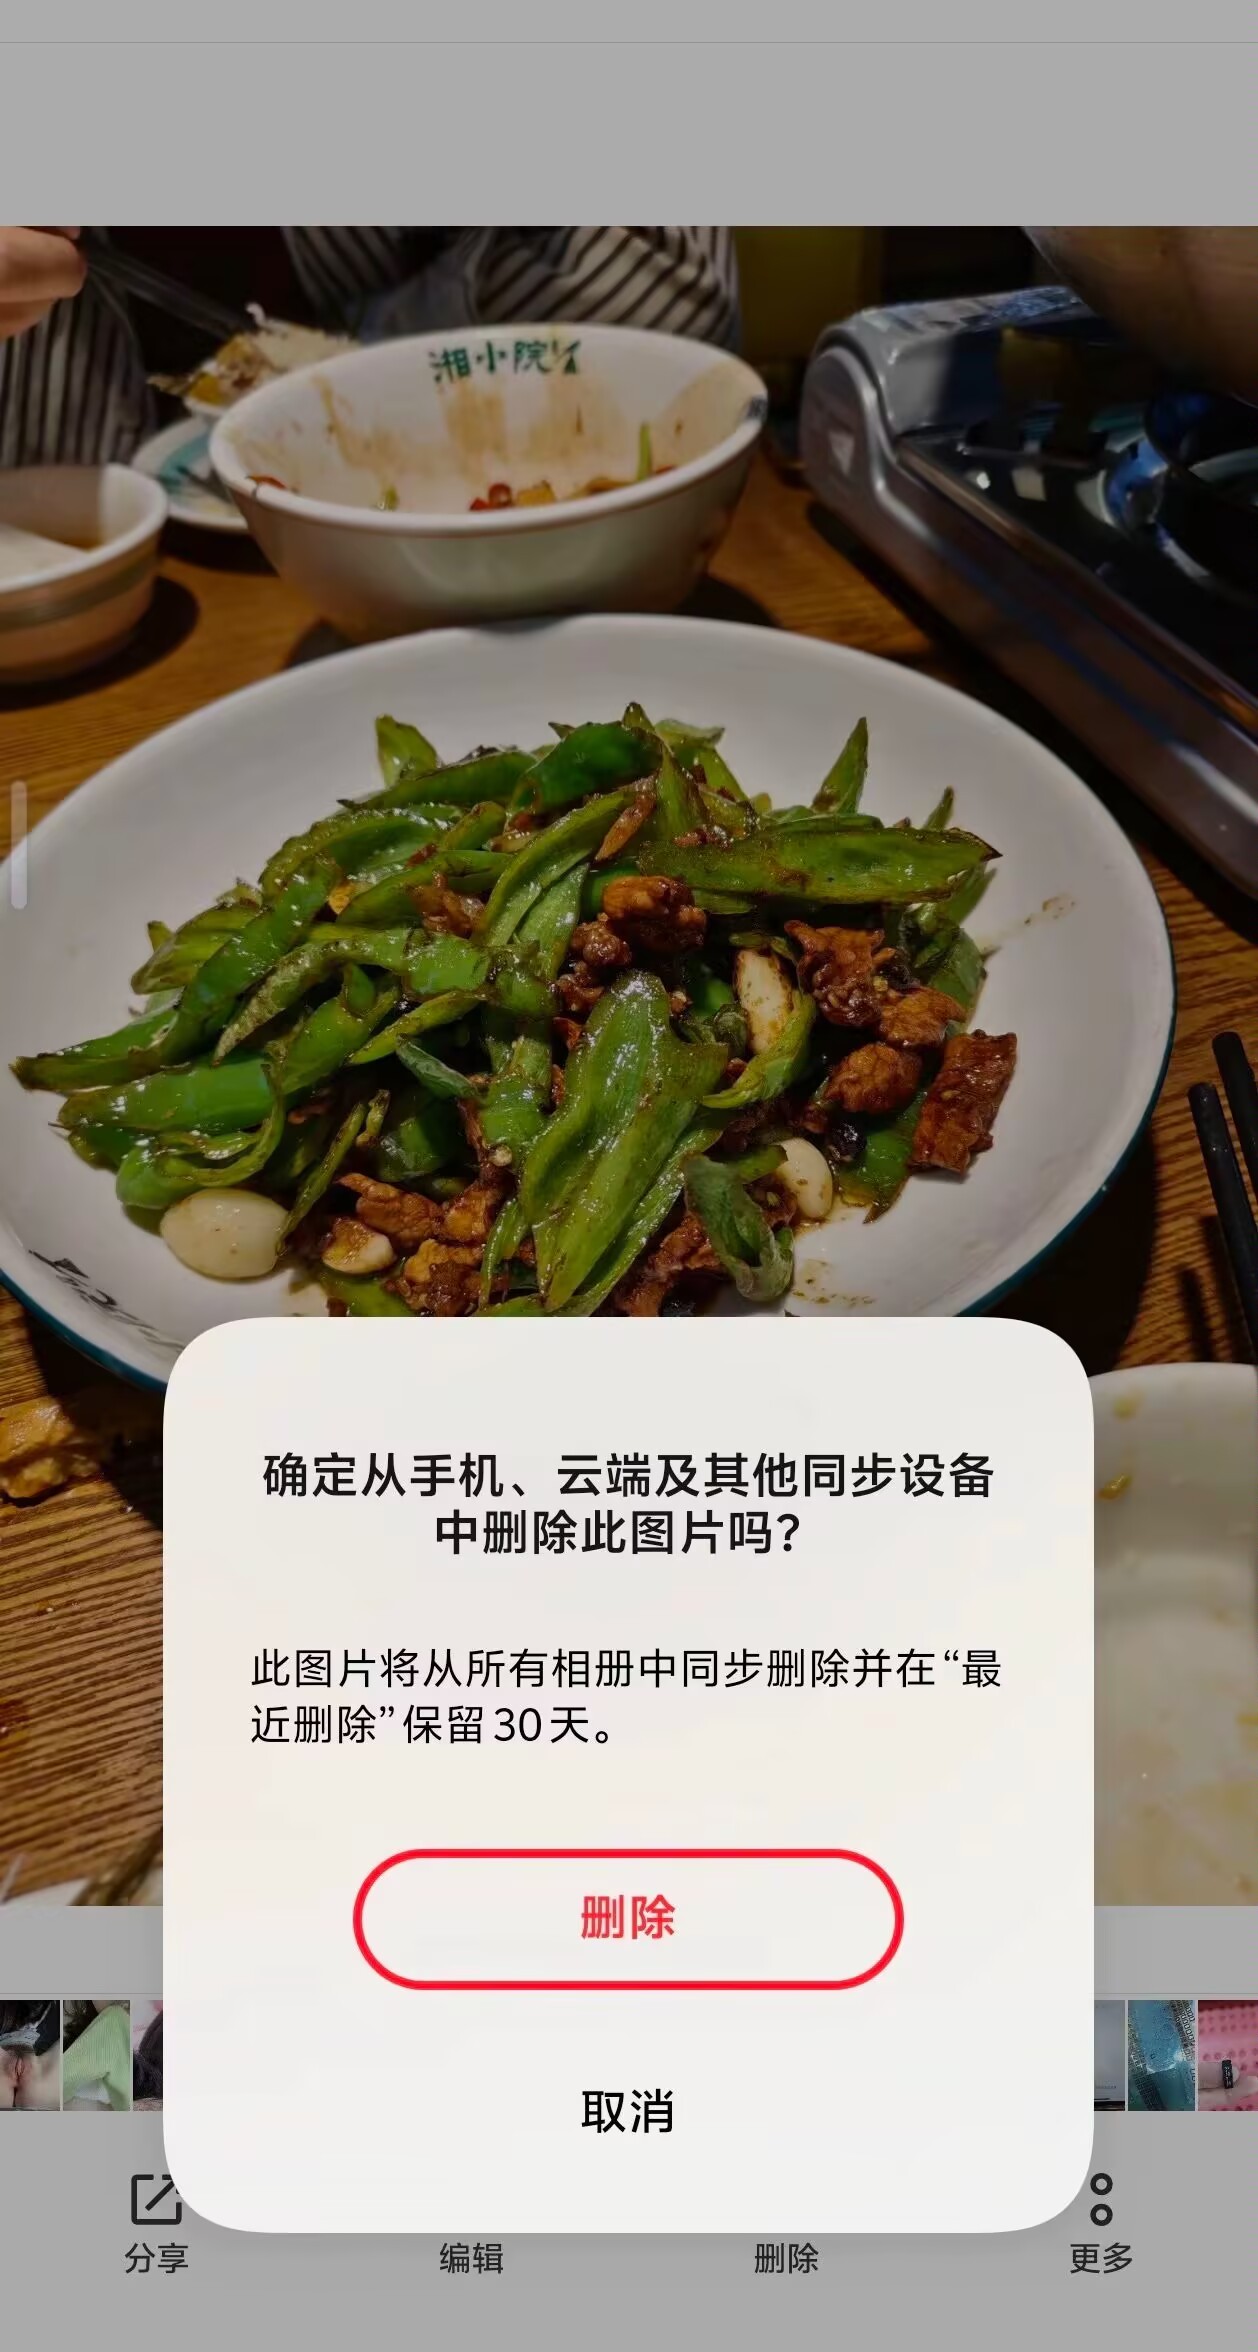 湘小院
确定从手机、云端及其他同步设备
中删除此图片吗？
此图片将从所有相册中同步删除并在“最
近删除”保留30天。
删除
取消
分享
编辑
删除
更多